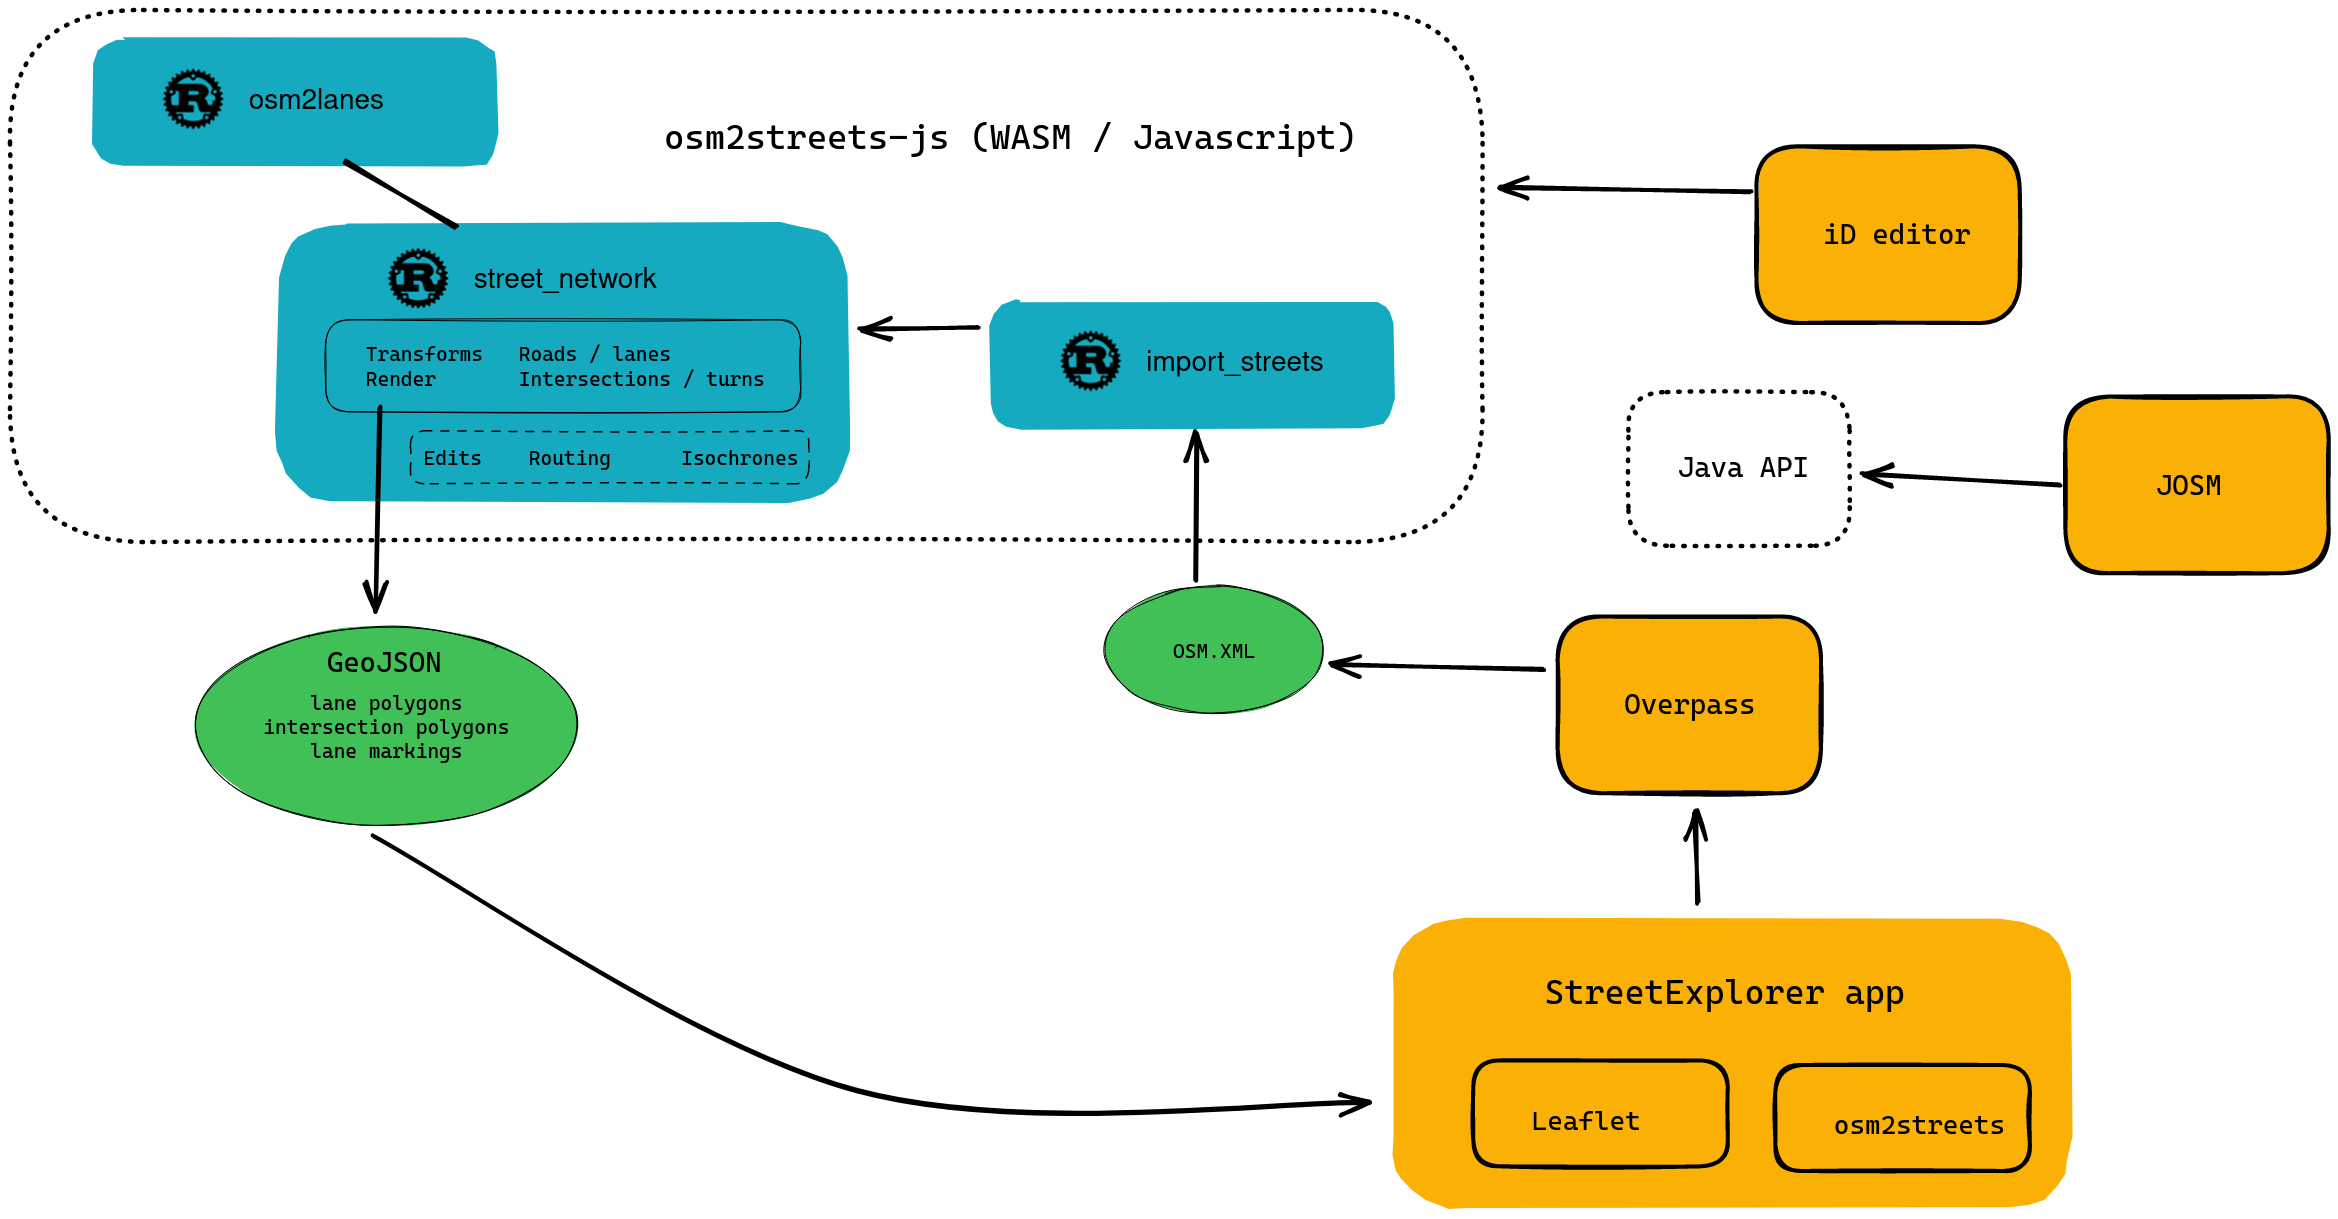 osm2lanes
osm2streets-js (WASM / Javascript)
street_network
Transforms Roads / lanes
Render Intersections / turns
Edits Routing Isochrones
import_streets
iD editor
Java API
JOSM
GeoJSON
lane polygons
intersection polygons
lane markings
OSM.XML
Overpass
StreetExplorer app
Leaflet
osm2streets